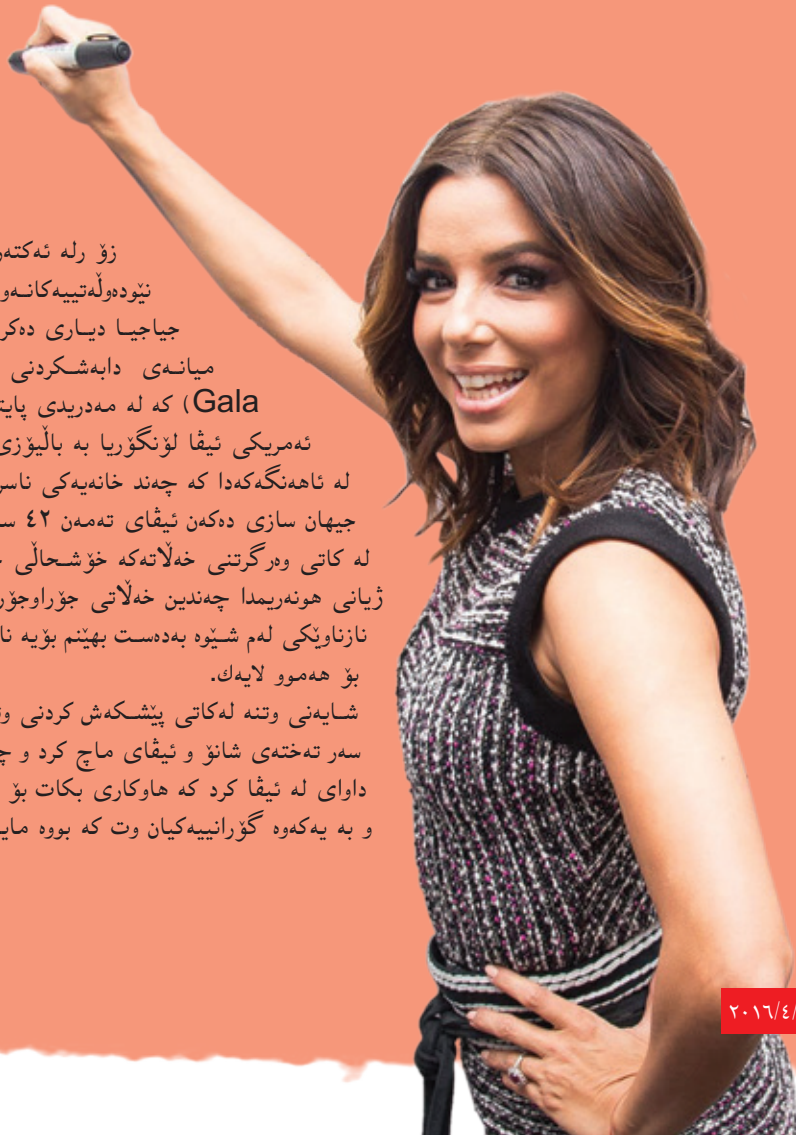 زۆ رلە ئەکتەر
نێودەوڵەتییەکانەو
جیاجیا دیاری دەکر
میانەی دابەشکردنی
Gala) کە لە مەدریدی پایتە
ئەمریکی ئیڤا لۆنگۆریا بە باڵیۆزی
لە ئاهەنگەکەدا کە چەند خانەیەکی ناسر
جیهان سازی دەکەن ئیڤای تەمەن ٤٢ سا
لە کاتی وەرگرتنی خەڵاتەکە خۆشحاڵی
ژیانی هونەریمدا چەندین خەڵاتی جۆراوجۆر
نازناوێکی لەم شێوە بەدەست بهێنم بۆیە نا
بۆ هەموو لایەك.
شایەنی وتنە لەکاتی پێشکەش کردنی
سەر تەختەی شانۆ و ئیڤای ماچ کرد و
داوای لە ئیڤا کرد کە هاوکاری بکات بۆ
و بە یەکەوە گۆرانییەکیان وت کە بووە مای
٢٠١٦/٤/